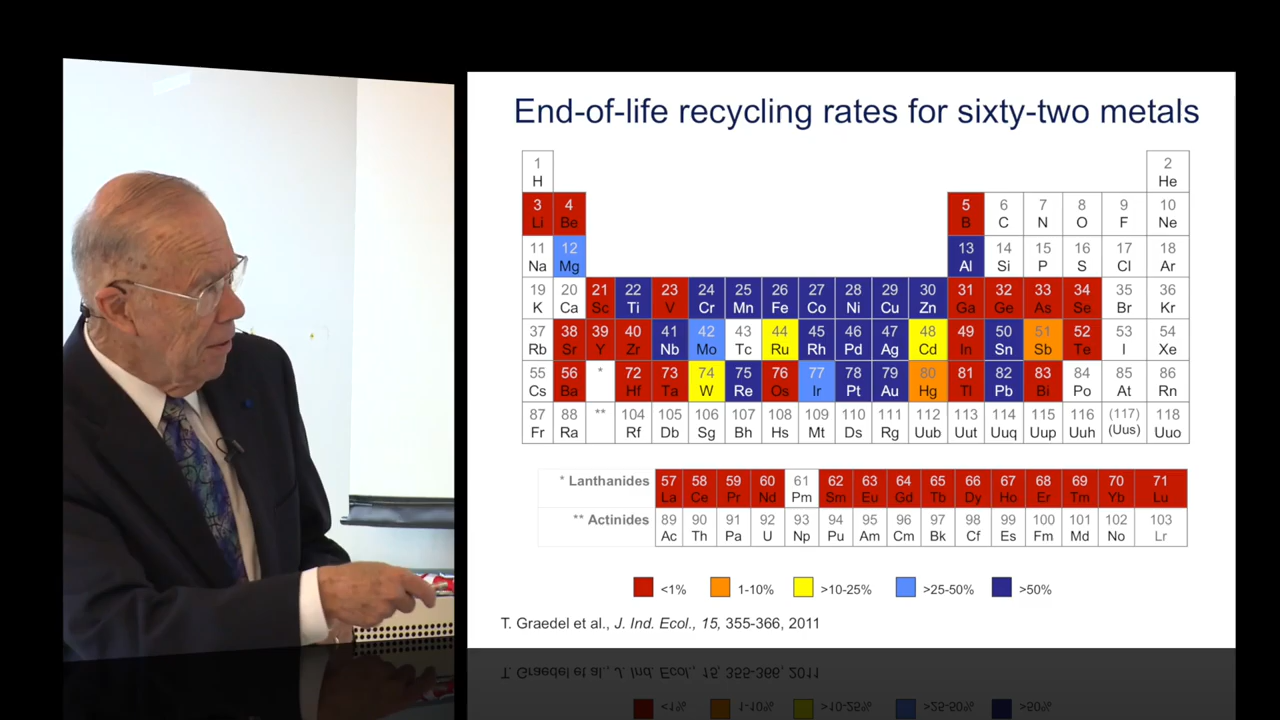 End-of-life recycling rates for sixty-two metals
1 2
H He
3 4 5 6 7 8 9 10
Li Be B C N O F Ne
11 12 13 14 15 16 17 18
Na Mg Al Si P S Cl Ar
19 20 21 22 23 24 25 26 27 28 29 30 31 32 33 34 35 36
K Ca Sc Ti V Cr Mn Fe Co Ni Cu Zn Ga Ge As Se Br Kr
37 38 39 40 41 42 43 44 45 46 47 48 49 50 51 52 53 54
Rb Sr Y Zr Nb Mo Tc Ru Rh Pd Ag Cd In Sn Sb Te I Xe
55 56 * 72 73 74 75 76 77 78 79 80 81 82 83 84 85 86
Cs Ba Hf Ta W Re Os Ir Pt Au Hg Tl Pb Bi Po At Rn
87 88 ** 104 105 106 107 108 109 110 111 112 113 114 115 116 (117) 118
Fr Ra Rf Db Sg Bh Hs Mt Ds Rg Uub Uut Uuq Uup Uuh (Uus) Uuo
* Lanthanides 57 58 59 60 61 62 63 64 65 66 67 68 69 70 71
La Ce Pr Nd Pm Sm Eu Gd Tb Dy Ho Er Tm Yb Lu
** Actinides 89 90 91 92 93 94 95 96 97 98 99 100 101 102 103
Ac Th Pa U Np Pu Am Cm Bk Cf Es Fm Md No Lr
<1% 1-10% >10-25% >25-50% >50%
T. Graedel et al., J. Ind. Ecol., 15, 355-366, 2011